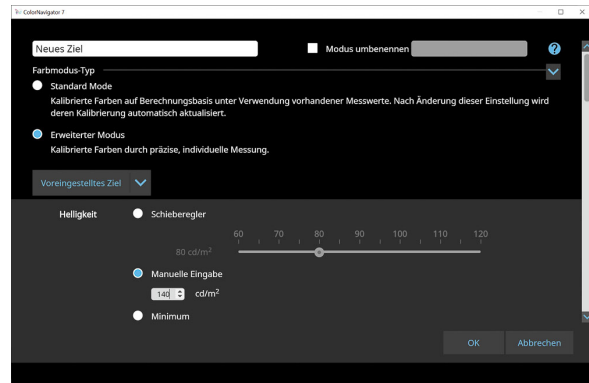 ColorNavigator 7
Neues Ziel
Modus umbenennen
?
Farbmodus-Typ
Standard Mode
Kalibrierte Farben auf Berechnungsbasis unter Verwendung vorhandener Messwerte. Nach Änderung dieser Einstellung wird
deren Kalibrierung automatisch aktualisiert.
Erweiterter Modus
Kalibrierte Farben durch präzise, individuelle Messung.
Voreingestelltes Ziel
Helligkeit
Schieberegler
60 70 80 90 100 110 120
80 cd/m²
Manuelle Eingabe
140 cd/m²
Minimum
OK Abbrechen